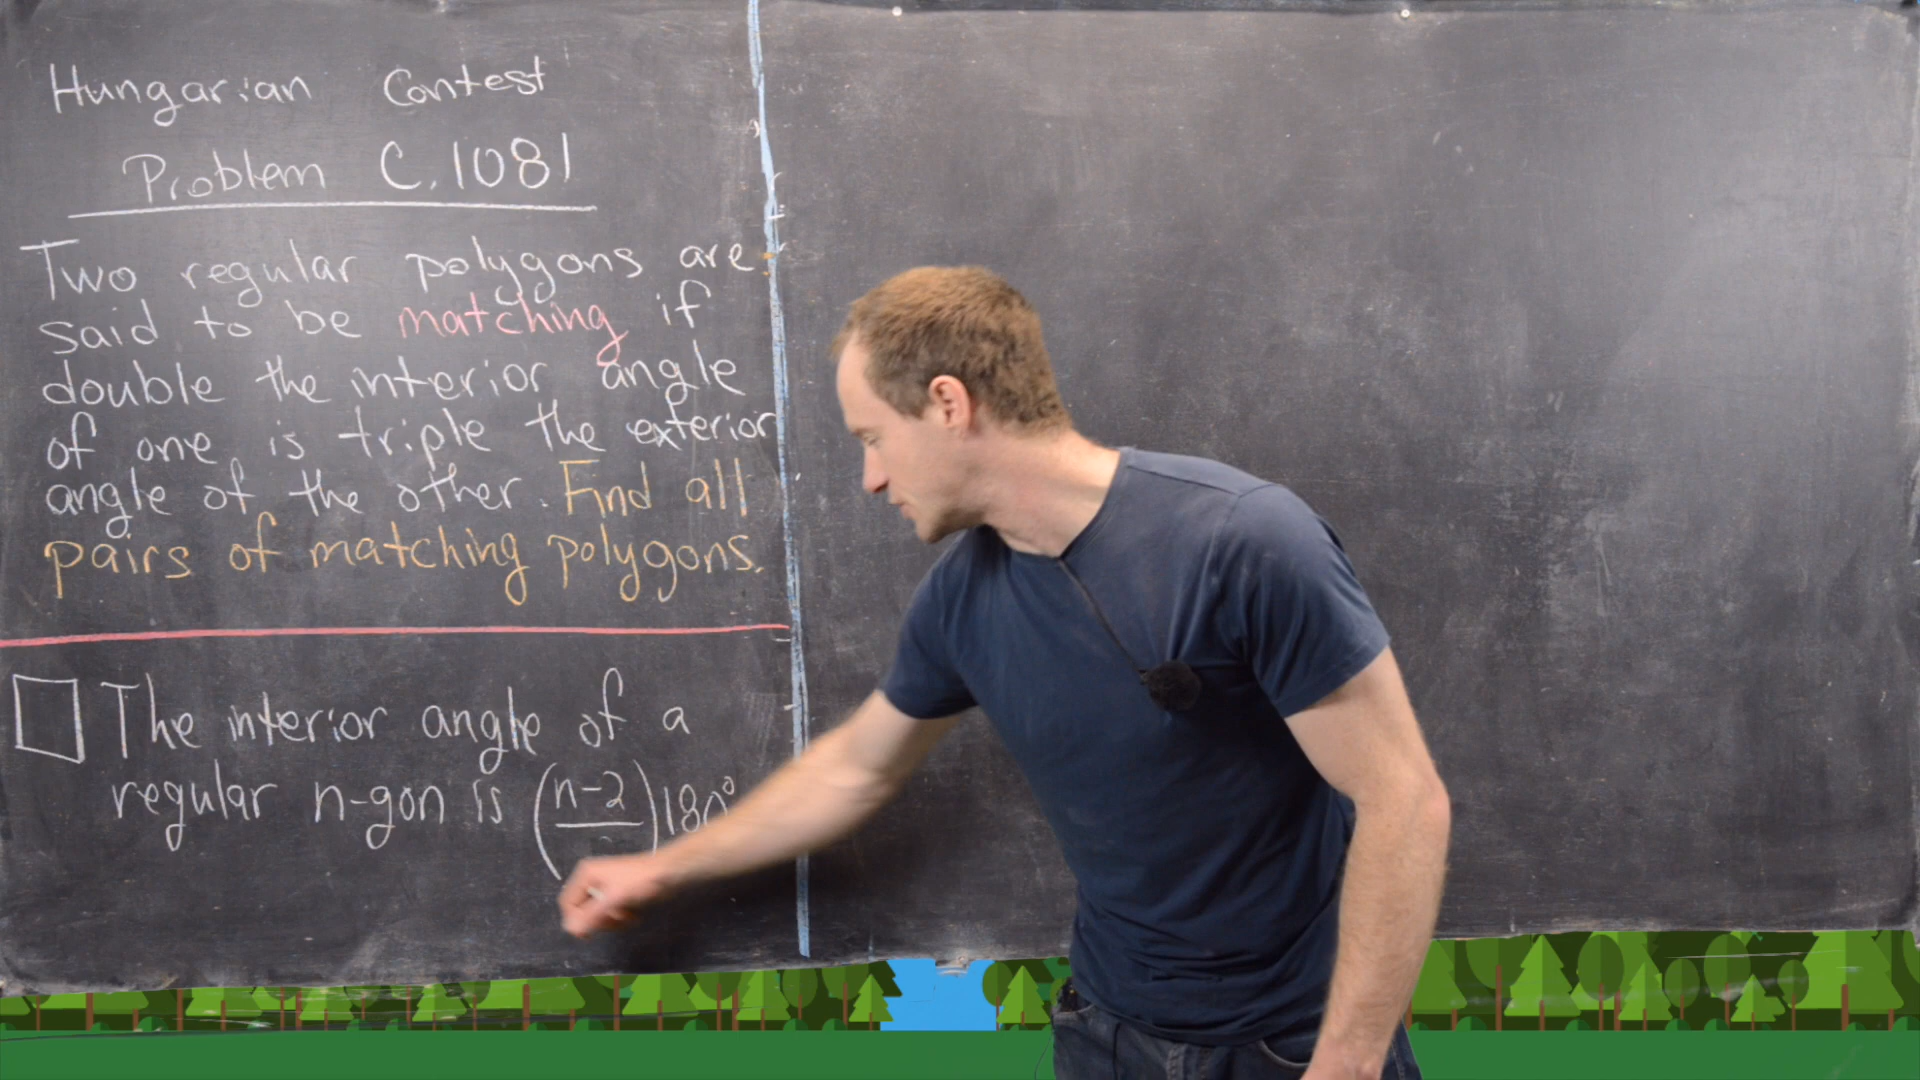 Hungarian Contest
Problem C.1081
Two regular polygons are
said to be matching if
double the interior angle
of one is triple the exterior
angle of the other. Find all
pairs of matching polygons.
The interior angle of a
regular n-gon is (n-2/ )180°